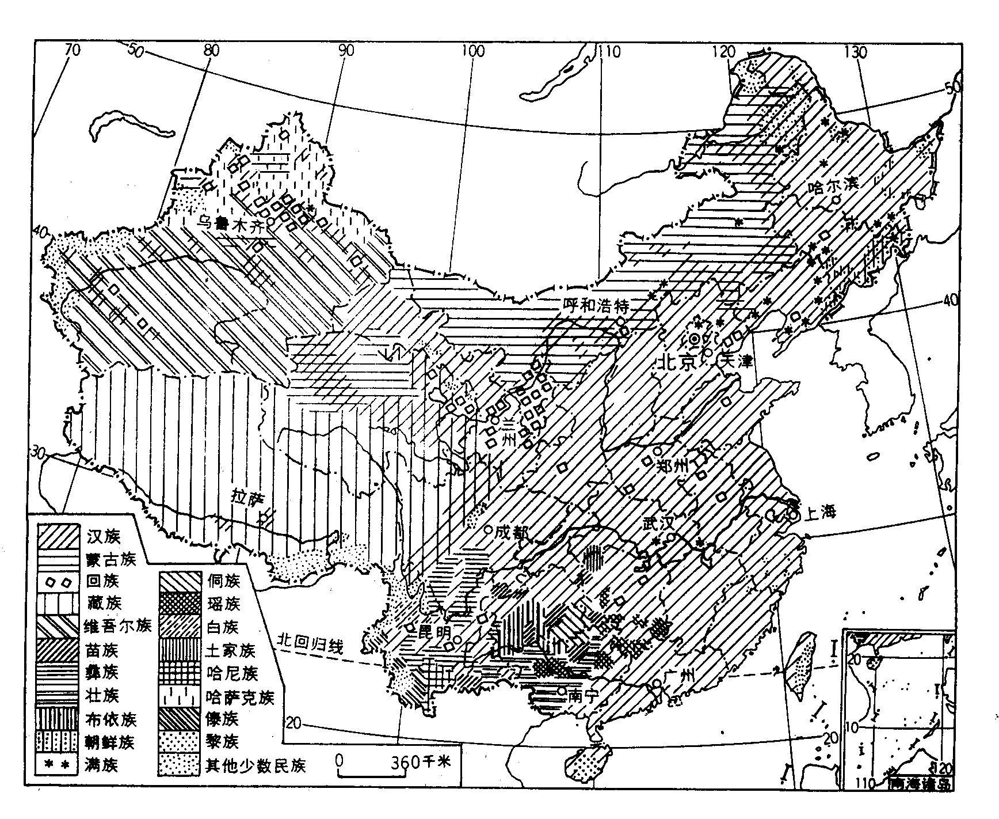 70
50
80
90
100
110
120
130
50
40
40
30
哈尔滨
乌鲁木齐
呼和浩特
北京
天津
兰州
郑州
拉萨
成都
武汉
上海
昆明
北回归线
广州
南宁
20
20
汉族
蒙古族
回族
藏族
维吾尔族
苗族
彝族
壮族
布依族
朝鲜族
满族
侗族
瑶族
白族
土家族
哈尼族
哈萨克族
傣族
黎族
其他少数民族
0 360千米
20
10
110
120
南海诸岛